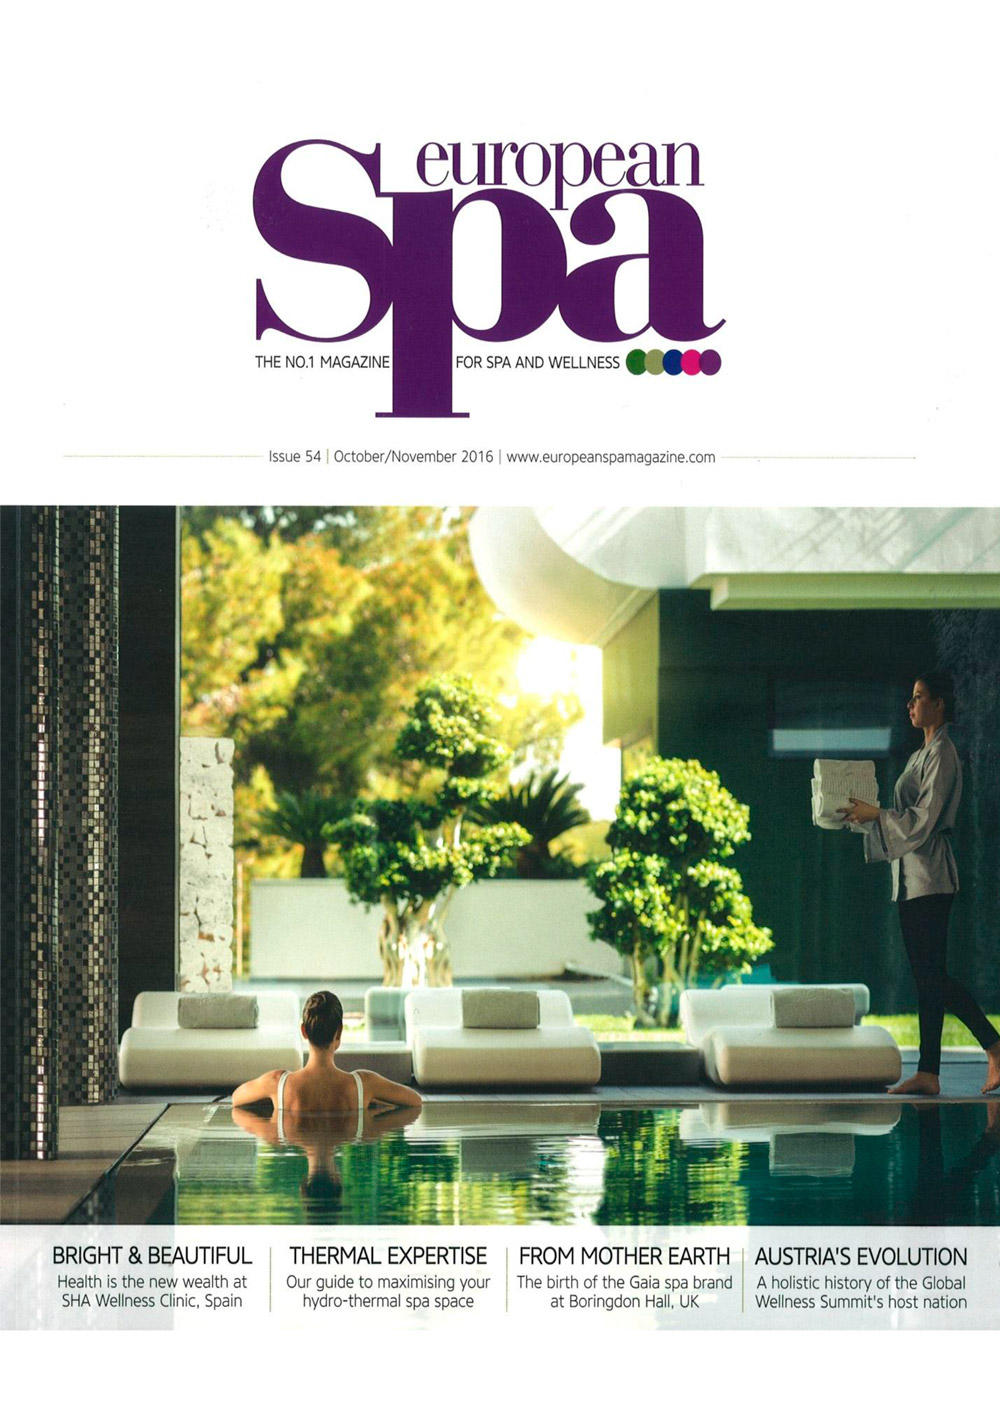 european
Spa
THE NO.1 MAGAZINE FOR SPA AND WELLNESS
Issue 54 | October/November 2016 | www.europeanspamagazine.com
BRIGHT & BEAUTIFUL
Health is the new wealth at
SHA Wellness Clinic, Spain
THERMAL EXPERTISE
Our guide to maximising your
hydro-thermal spa space
FROM MOTHER EARTH
The birth of the Gaia spa brand
at Boringdon Hall, UK
AUSTRIA'S EVOLUTION
A holistic history of the Global
Wellness Summit's host nation